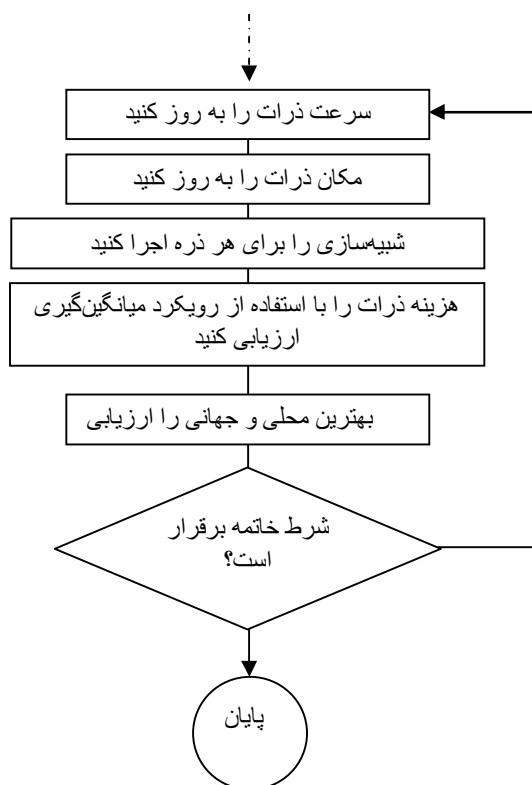 سرعت ذرات را به روز کنید
مکان ذرات را به روز کنید
شبیه‌سازی را برای هر ذره اجرا کنید
هزینه ذرات را با استفاده از رویکرد میانگین‌گیری
ارزیابی کنید
بهترین محلی و جهانی را ارزیابی
شرط خاتمه برقرار
است؟
پایان